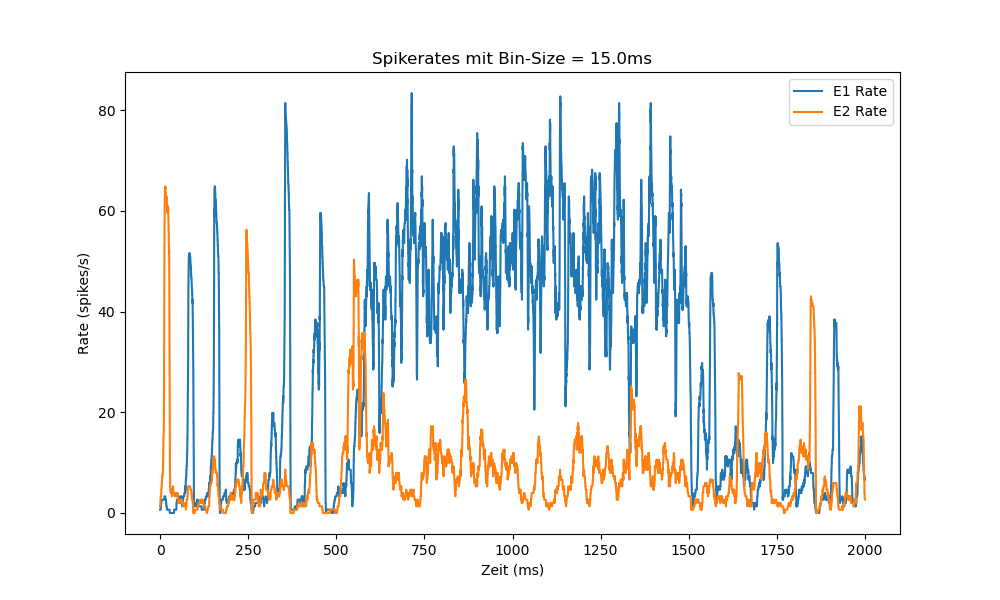 Spikerates mit Bin-Size = 15.0ms
E1 Rate
E2 Rate
80
60
40
20
0
Rate (spikes/s)
0 250 500 750 1000 1250 1500 1750 2000
Zeit (ms)